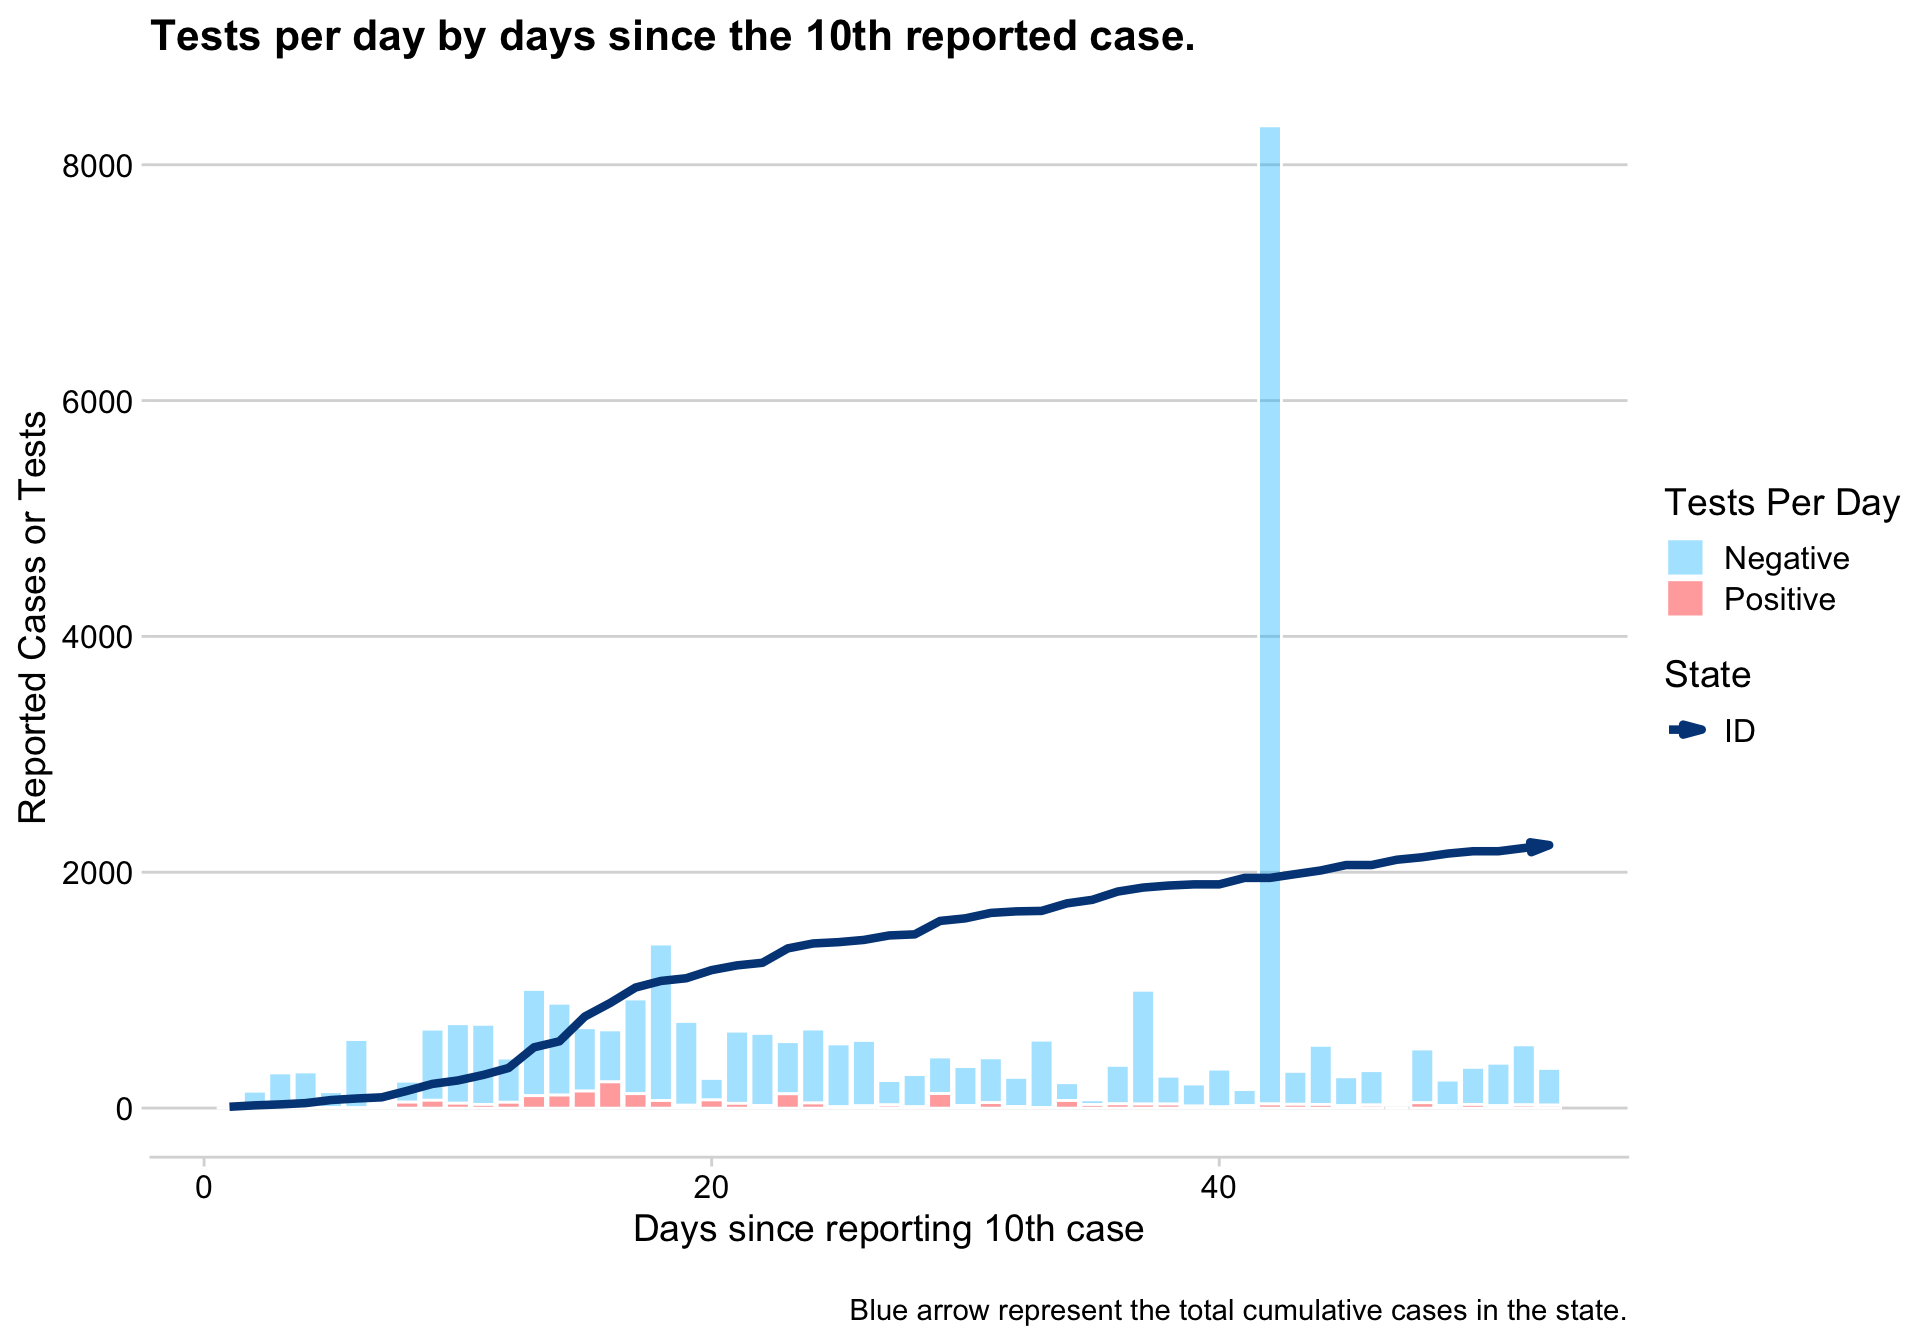 Tests per day by days since the 10th reported case.
Reported Cases or Tests
8000
6000
4000
2000
0
0 20 40
Days since reporting 10th case
Tests Per Day
Negative
Positive
State
ID
Blue arrow represent the total cumulative cases in the state.